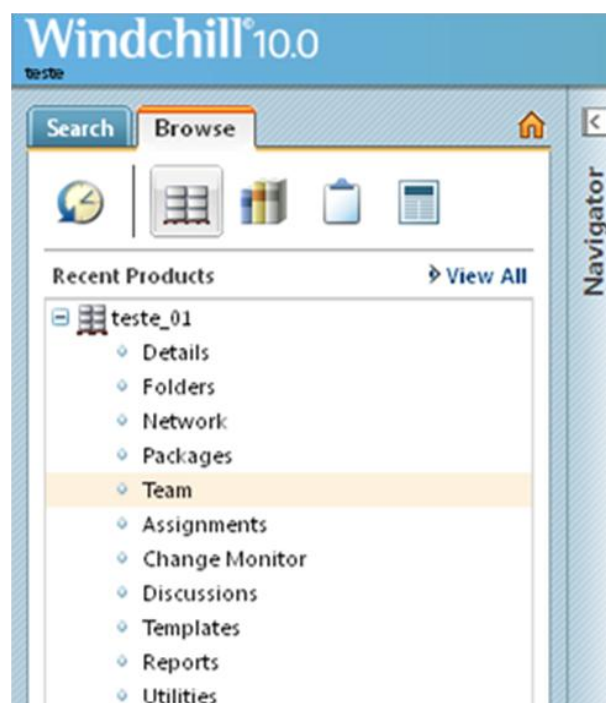 Windchill® 10.0
teste
Search Browse
Navigator
Recent Products View All
teste_01
Details
Folders
Network
Packages
Team
Assignments
Change Monitor
Discussions
Templates
Reports
Utilities